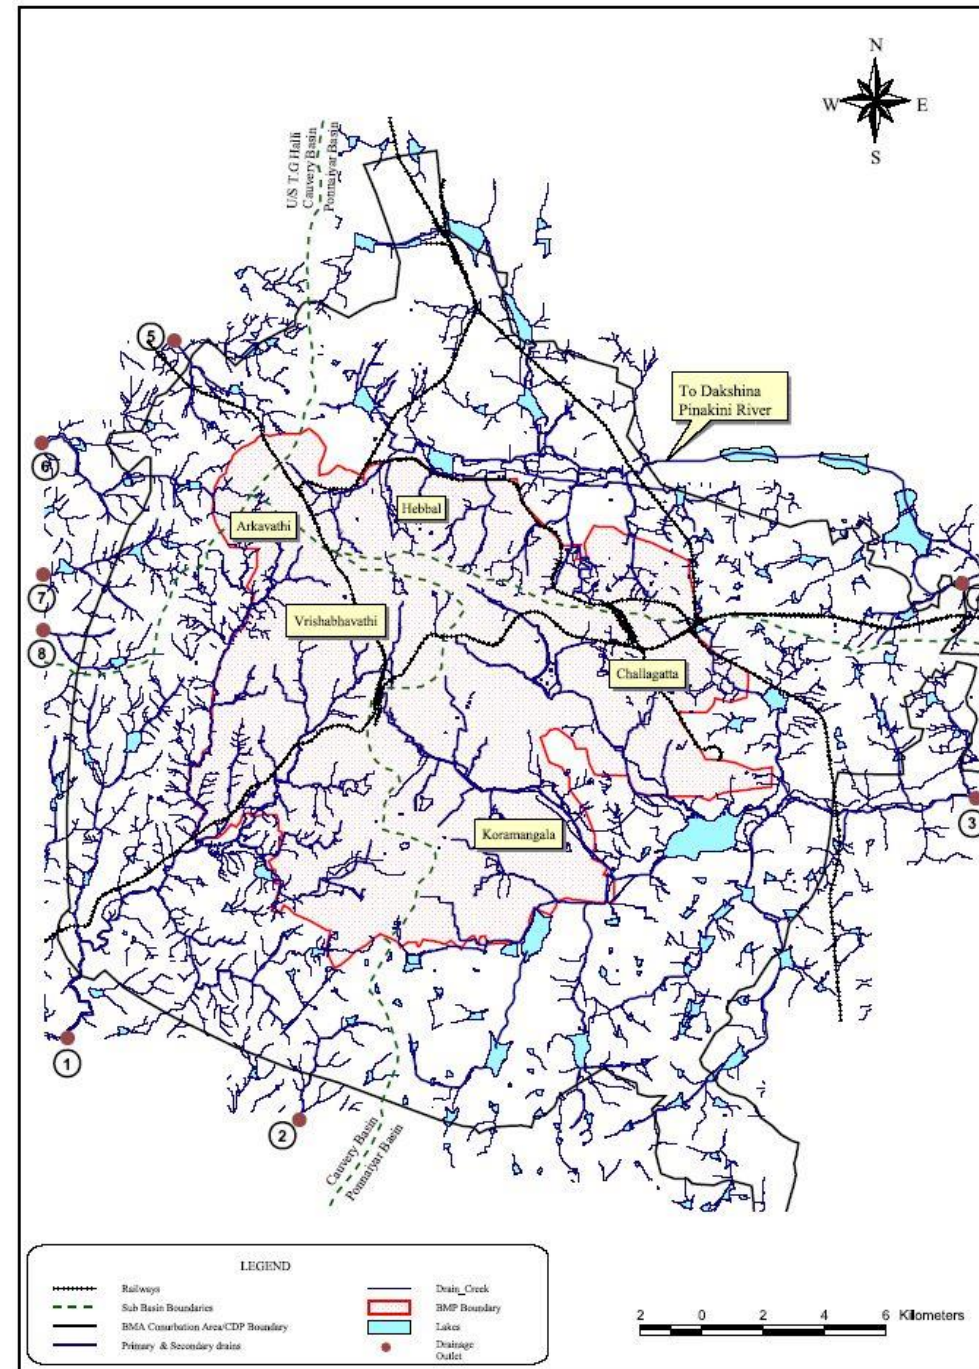 N
W
E
S
U/S T.G Halli
Cauvery Basin
Ponnaiyar Basin
5
To Dakshina
Pinakini River
6
Hebbal
Arkavathi
7
Vrishabhavathi
8
Challagatta
3
Koramangala
1
2
Cauvery Basin
Ponnaiyar Basin
LEGEND
Railways
Sub Basin Boundaries
BMA Conurbation Area/CDP Boundary
Primary & Secondary drains
Drain_Creek
BMP Boundary
Lakes
Drainage
Outlet
2 0 2 4 6 Kilometers